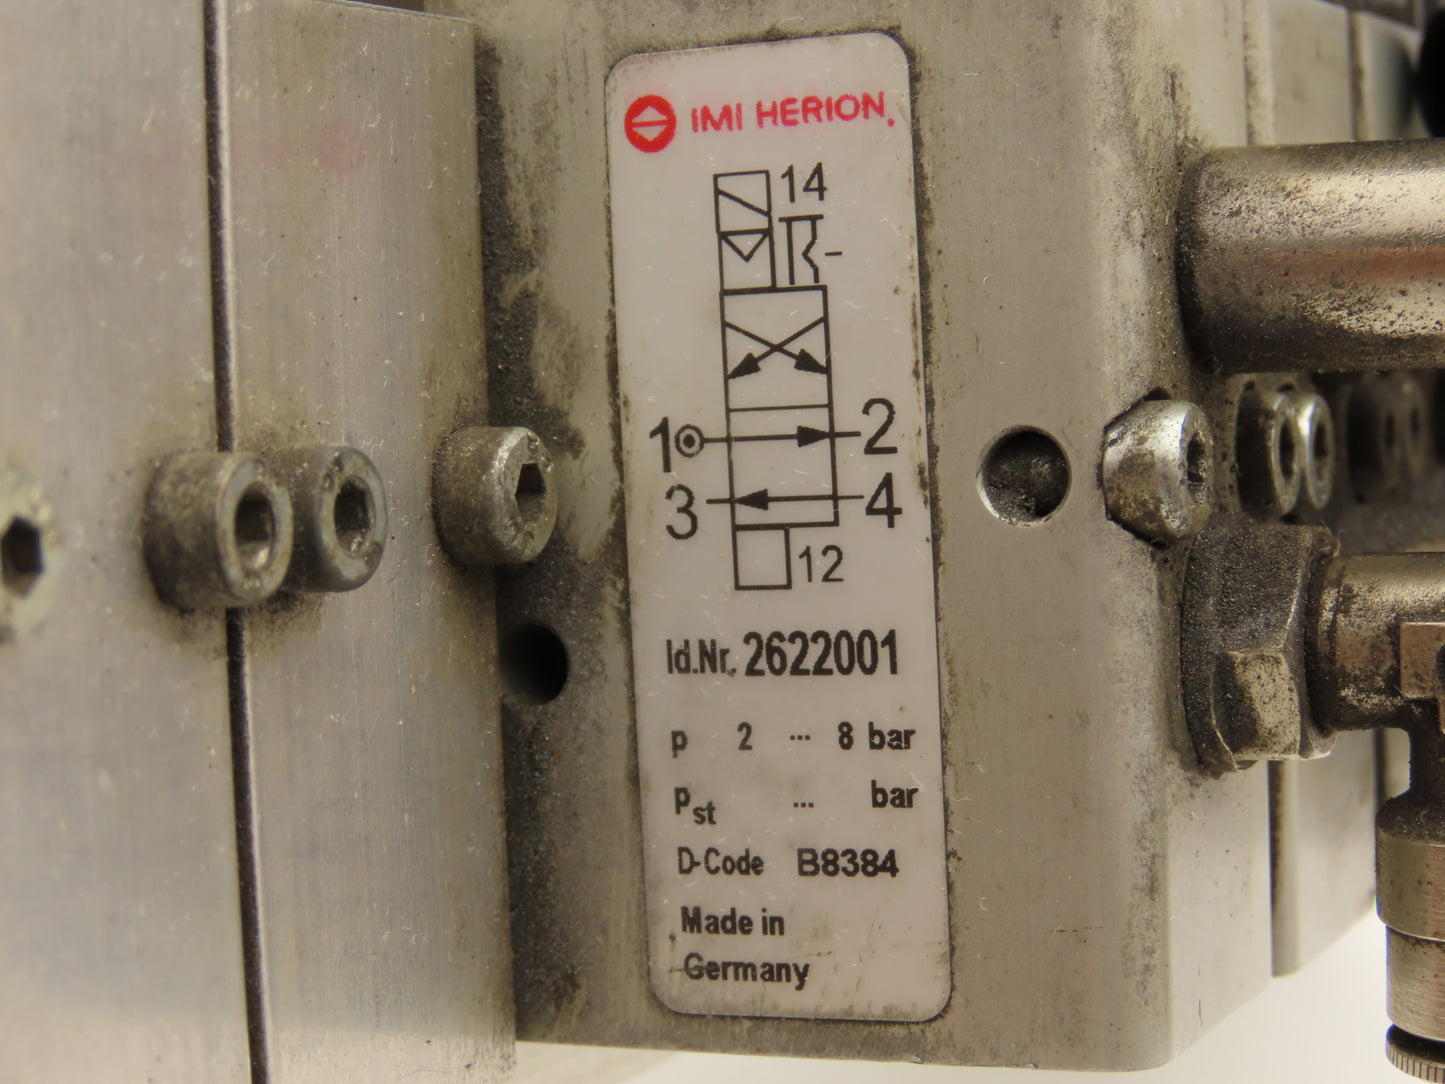 IMI HERION
14
1 2
3 4
12
Id.Nr. 2622001
p 2 ... 8 bar
pst ... bar
D-Code B8384
Made in
Germany